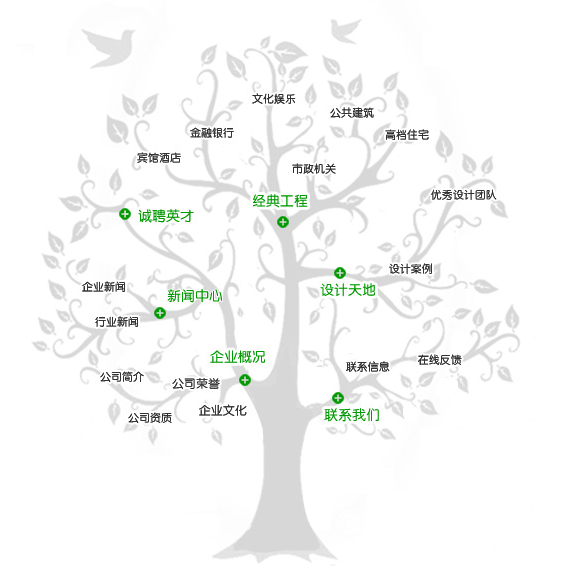 文化娱乐
公共建筑
金融银行
高档住宅
宾馆酒店
市政机关
优秀设计团队
经典工程
诚聘英才
设计案例
企业新闻
新闻中心
设计天地
行业新闻
企业概况
在线反馈
联系信息
公司简介
公司荣誉
企业文化
联系我们
公司资质